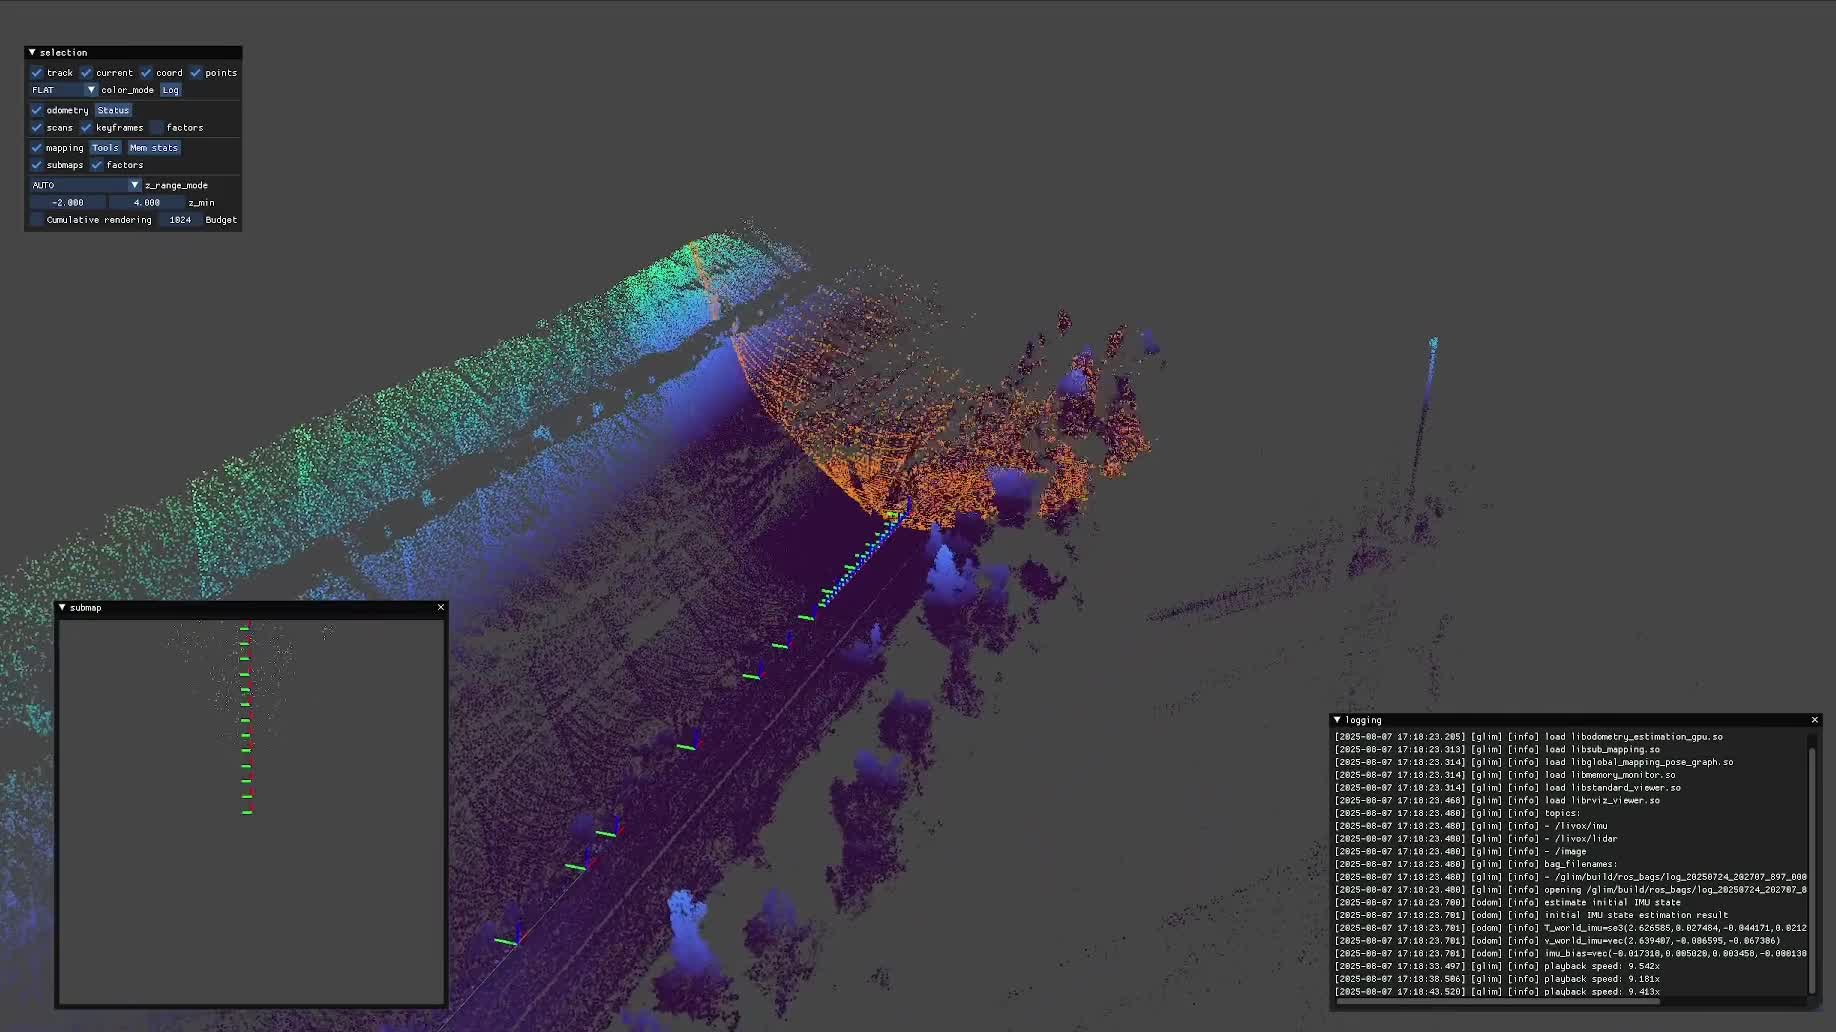 selection
track current coord points
FLAT color_mode Log
odometry Status
scans keyframes factors
mapping Tools Mem stats
submaps factors
AUTO z_range_mode
-2.000 4.000 z_min
Cumulative rendering 1024 Budget
submap
logging
[2025-08-07 17:18:23.205] [glim] [info] load libodometry_estimation_gpu.so
[2025-08-07 17:18:23.313] [glim] [info] load libsub_mapping.so
[2025-08-07 17:18:23.314] [glim] [info] load libglobal_mapping_pose_graph.so
[2025-08-07 17:18:23.314] [glim] [info] load libmemory_monitor.so
[2025-08-07 17:18:23.314] [glim] [info] load libstandard_viewer.so
[2025-08-07 17:18:23.468] [glim] [info] load librviz_viewer.so
[2025-08-07 17:18:23.480] [glim] [info] topics:
[2025-08-07 17:18:23.480] [glim] [info] - /livox/imu
[2025-08-07 17:18:23.480] [glim] [info] - /livox/lidar
[2025-08-07 17:18:23.480] [glim] [info] - /image
[2025-08-07 17:18:23.480] [glim] [info] bag_filenames:
[2025-08-07 17:18:23.480] [glim] [info] - /glim/build/ros_bags/log_20250724_202707_897_000
[2025-08-07 17:18:23.480] [glim] [info] opening /glim/build/ros_bags/log_20250724_202707_8
[2025-08-07 17:18:23.700] [odom] [info] estimate initial IMU state
[2025-08-07 17:18:23.701] [odom] [info] initial IMU state estimation result
[2025-08-07 17:18:23.701] [odom] [info] T_world_imu=se3(2.626585,0.027484,-0.044171,0.0212
[2025-08-07 17:18:23.701] [odom] [info] v_world_imu=vec(2.639407,-0.086595,-0.067386)
[2025-08-07 17:18:23.701] [odom] [info] imu_bias=vec(-0.017318,0.005020,0.003458,-0.000130
[2025-08-07 17:18:33.497] [glim] [info] playback speed: 9.542x
[2025-08-07 17:18:38.506] [glim] [info] playback speed: 9.181x
[2025-08-07 17:18:43.520] [glim] [info] playback speed: 9.413x